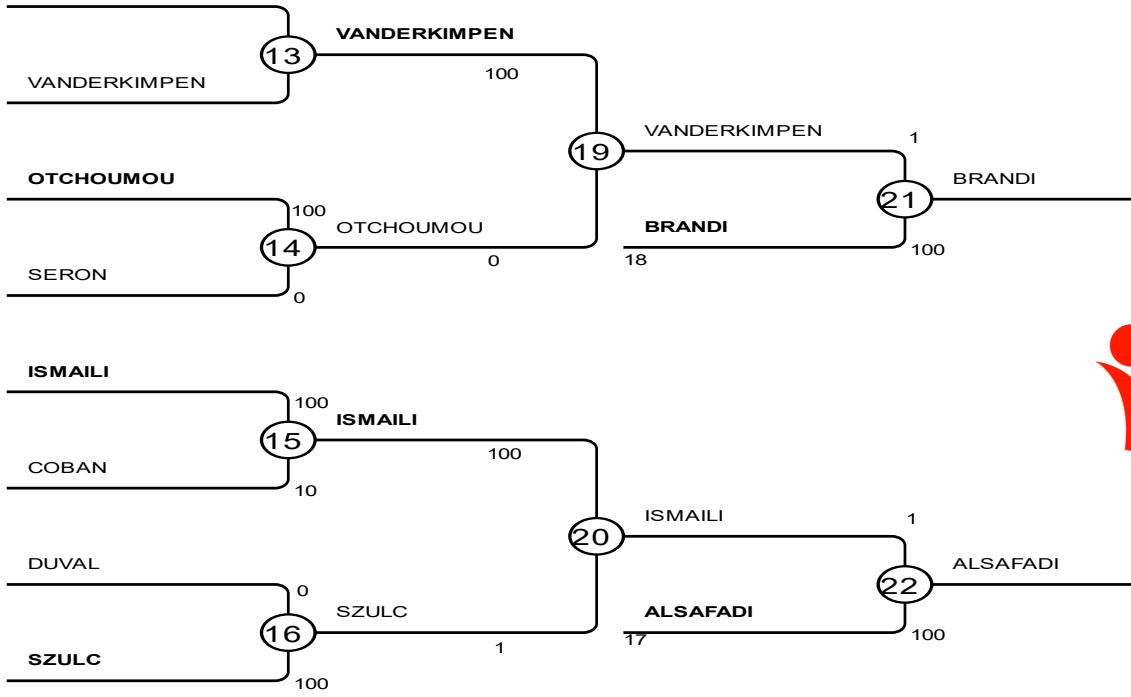 VANDERKIMPEN
13
100
VANDERKIMPEN
VANDERKIMPEN
1
19
BRANDI
OTCHOUMOU
21
100
OTCHOUMOU
BRANDI
14
0
18
100
SERON
0
ISMAILI
100
ISMAILI
15
100
COBAN
10
ISMAILI
1
20
DUVAL
ALSAFADI
22
0
SZULC
ALSAFADI
16
1
17
100
SZULC
100